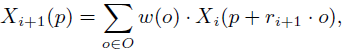 X_{i+1}(p) = \sum_{o \in O} w(o) \cdot X_i(p + r_{i+1} \cdot o),